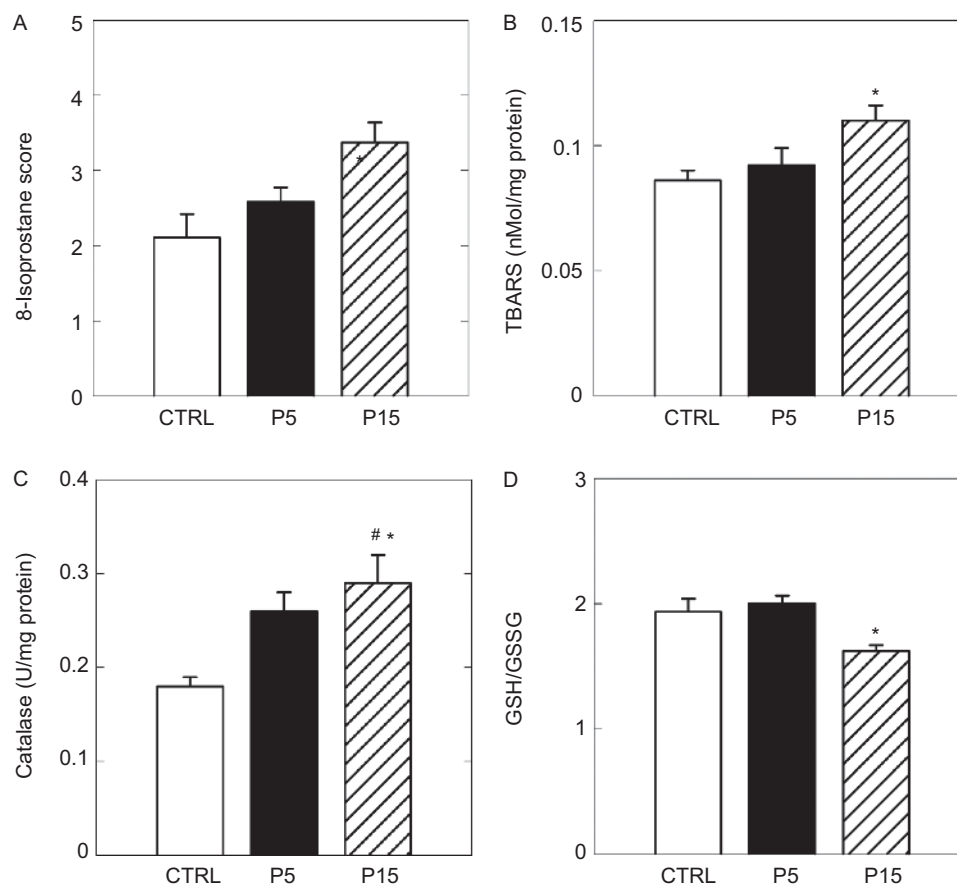 A
8-Isoprostane score
5
4
3
2
1
0
*
CTRL P5 P15
B
TBARS (nMol/mg protein)
0.15
0.1
0.05
0
*
CTRL P5 P15
C
Catalase (U/mg protein)
0.4
0.3
0.2
0.1
0
# *
CTRL P5 P15
D
GSH/GSSG
3
2
1
0
*
CTRL P5 P15